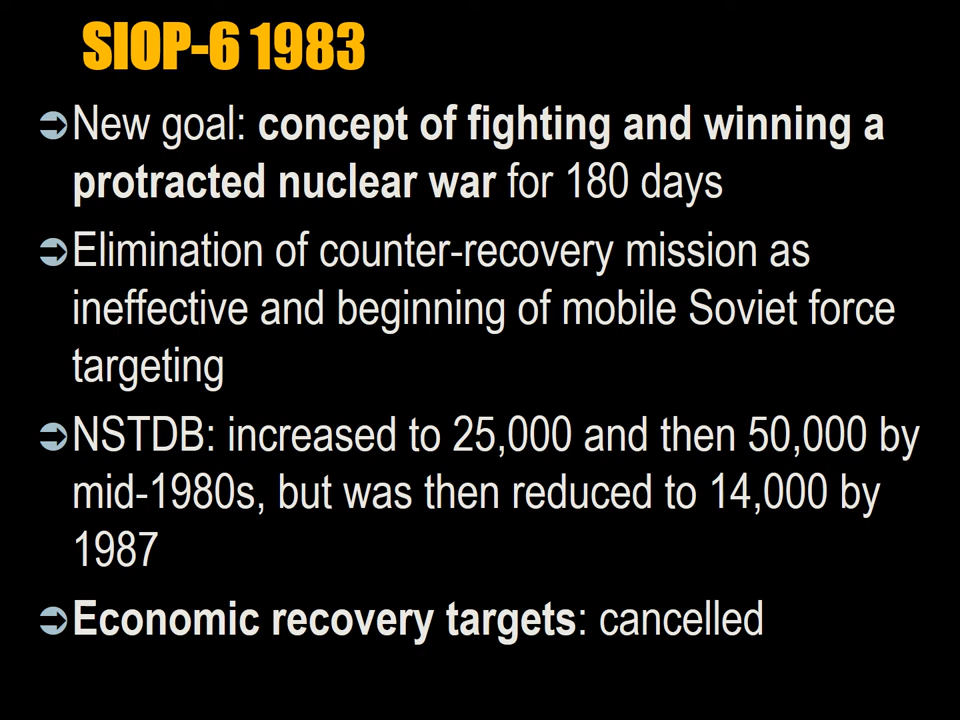 SIOP-6 1983
New goal: concept of fighting and winning a
protracted nuclear war for 180 days
Elimination of counter-recovery mission as
ineffective and beginning of mobile Soviet force
targeting
NSTDB: increased to 25,000 and then 50,000 by
mid-1980s, but was then reduced to 14,000 by
1987
Economic recovery targets: cancelled